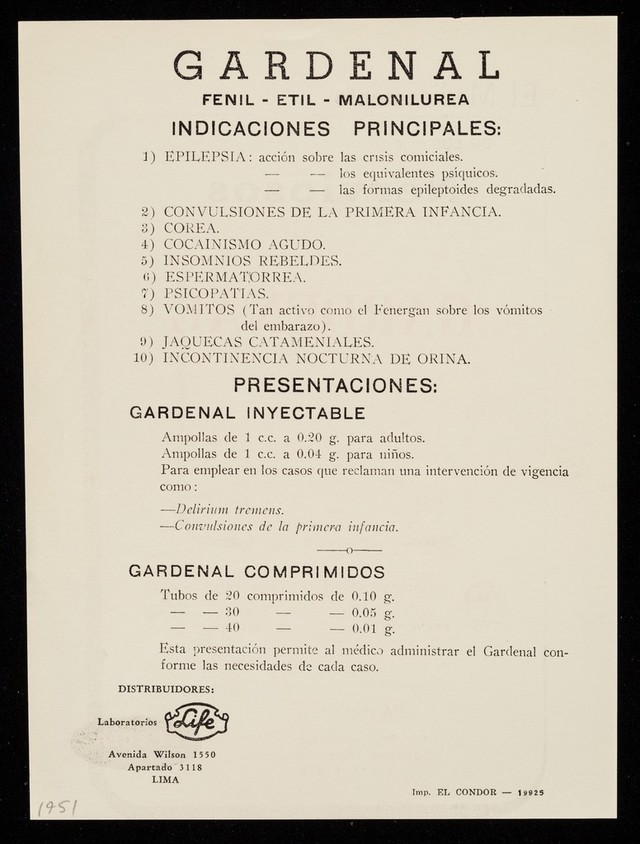 GARDENAL
FENIL - ETIL - MALONILUREA
INDICACIONES PRINCIPALES:
1) EPILEPSIA: acción sobre las crisis comiciales.
— — los equivalentes psíquicos.
— — las formas epileptoides degradadas.
2) CONVULSIONES DE LA PRIMERA INFANCIA.
3) COREA.
4) COCAINISMO AGUDO.
5) INSOMNIOS REBELDES.
6) ESPERMATORREA.
7) PSICOPATIAS.
8) VOMITOS (Tan activo como el Fenergan sobre los vómitos
del embarazo).
9) JAQUECAS CATAMENIALES.
10) INCONTINENCIA NOCTURNA DE ORINA.
PRESENTACIONES:
GARDENAL INYECTABLE
Ampollas de 1 c.c. a 0.20 g. para adultos.
Ampollas de 1 c.c. a 0.04 g. para niños.
Para emplear en los casos que reclaman una intervención de vigencia
como:
—Delirium tremens.
—Convulsiones de la primera infancia.
——o——
GARDENAL COMPRIMIDOS
Tubos de 20 comprimidos de 0.10 g.
— — 30 — — 0.05 g.
— — 40 — — 0.01 g.
Esta presentación permite al médico administrar el Gardenal con-
forme las necesidades de cada caso.
DISTRIBUIDORES:
Laboratorios Life
Avenida Wilson 1550
Apartado 3118
LIMA
Imp. EL CONDOR — 19925
1951